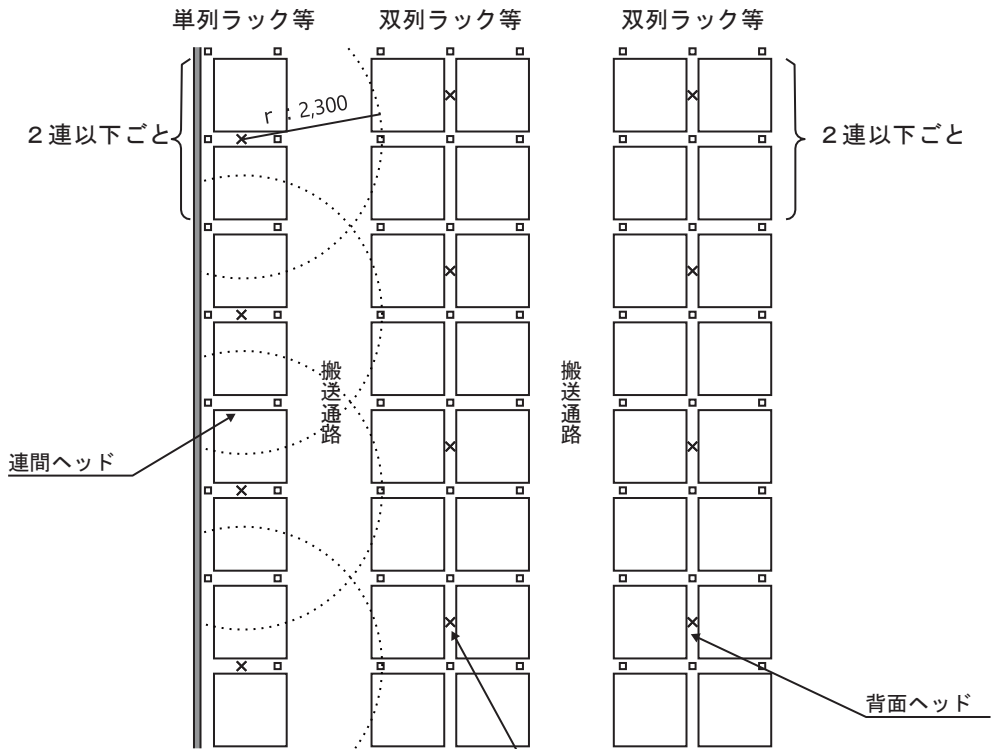 単列ラック等
双列ラック等
双列ラック等
r : 2,300
２連以下ごと
２連以下ごと
搬送通路
搬送通路
連間ヘッド
背面ヘッド